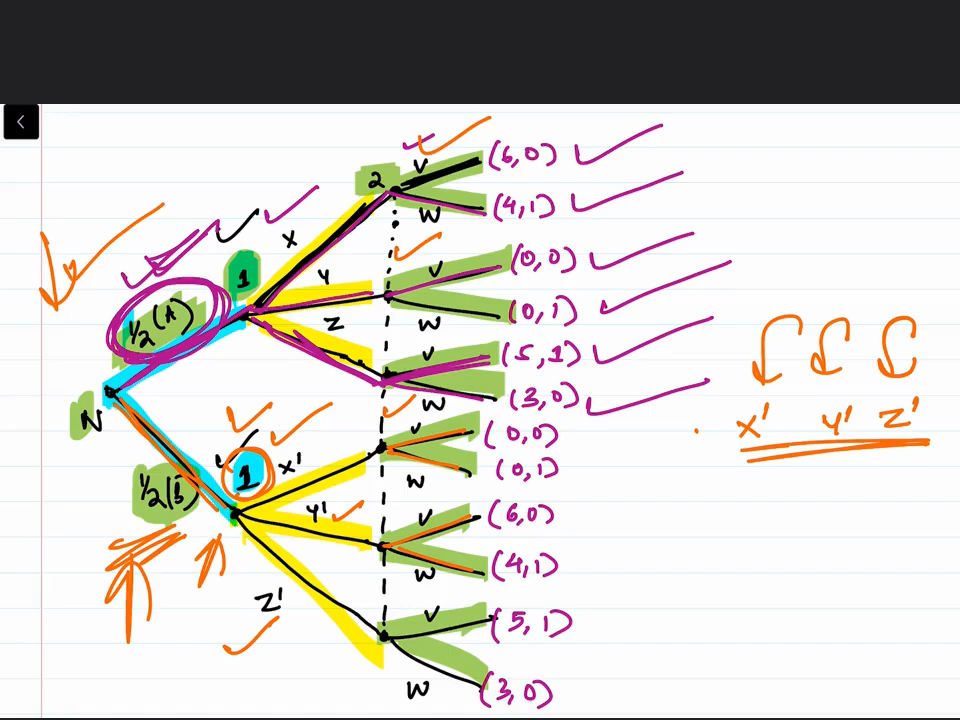 V (6,0)
2
W (4,1)
X
V (0,0)
1 Y
W (0,1)
1/2(A) Z
V (5,1)
W (3,0)
N
X' Y' Z'
V (0,0)
1 X'
W (0,1)
1/2(B) Y'
V (6,0)
W (4,1)
Z'
V (5,1)
W (3,0)